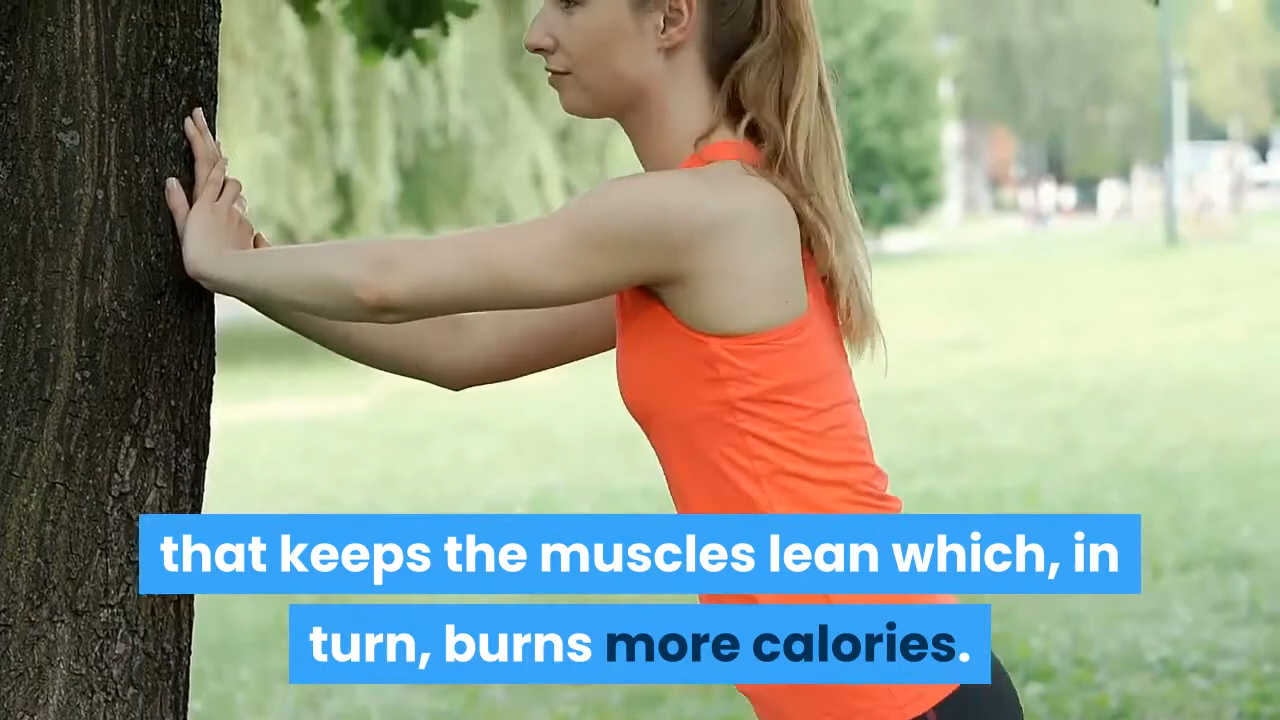 that keeps the muscles lean which, in
turn, burns more calories.